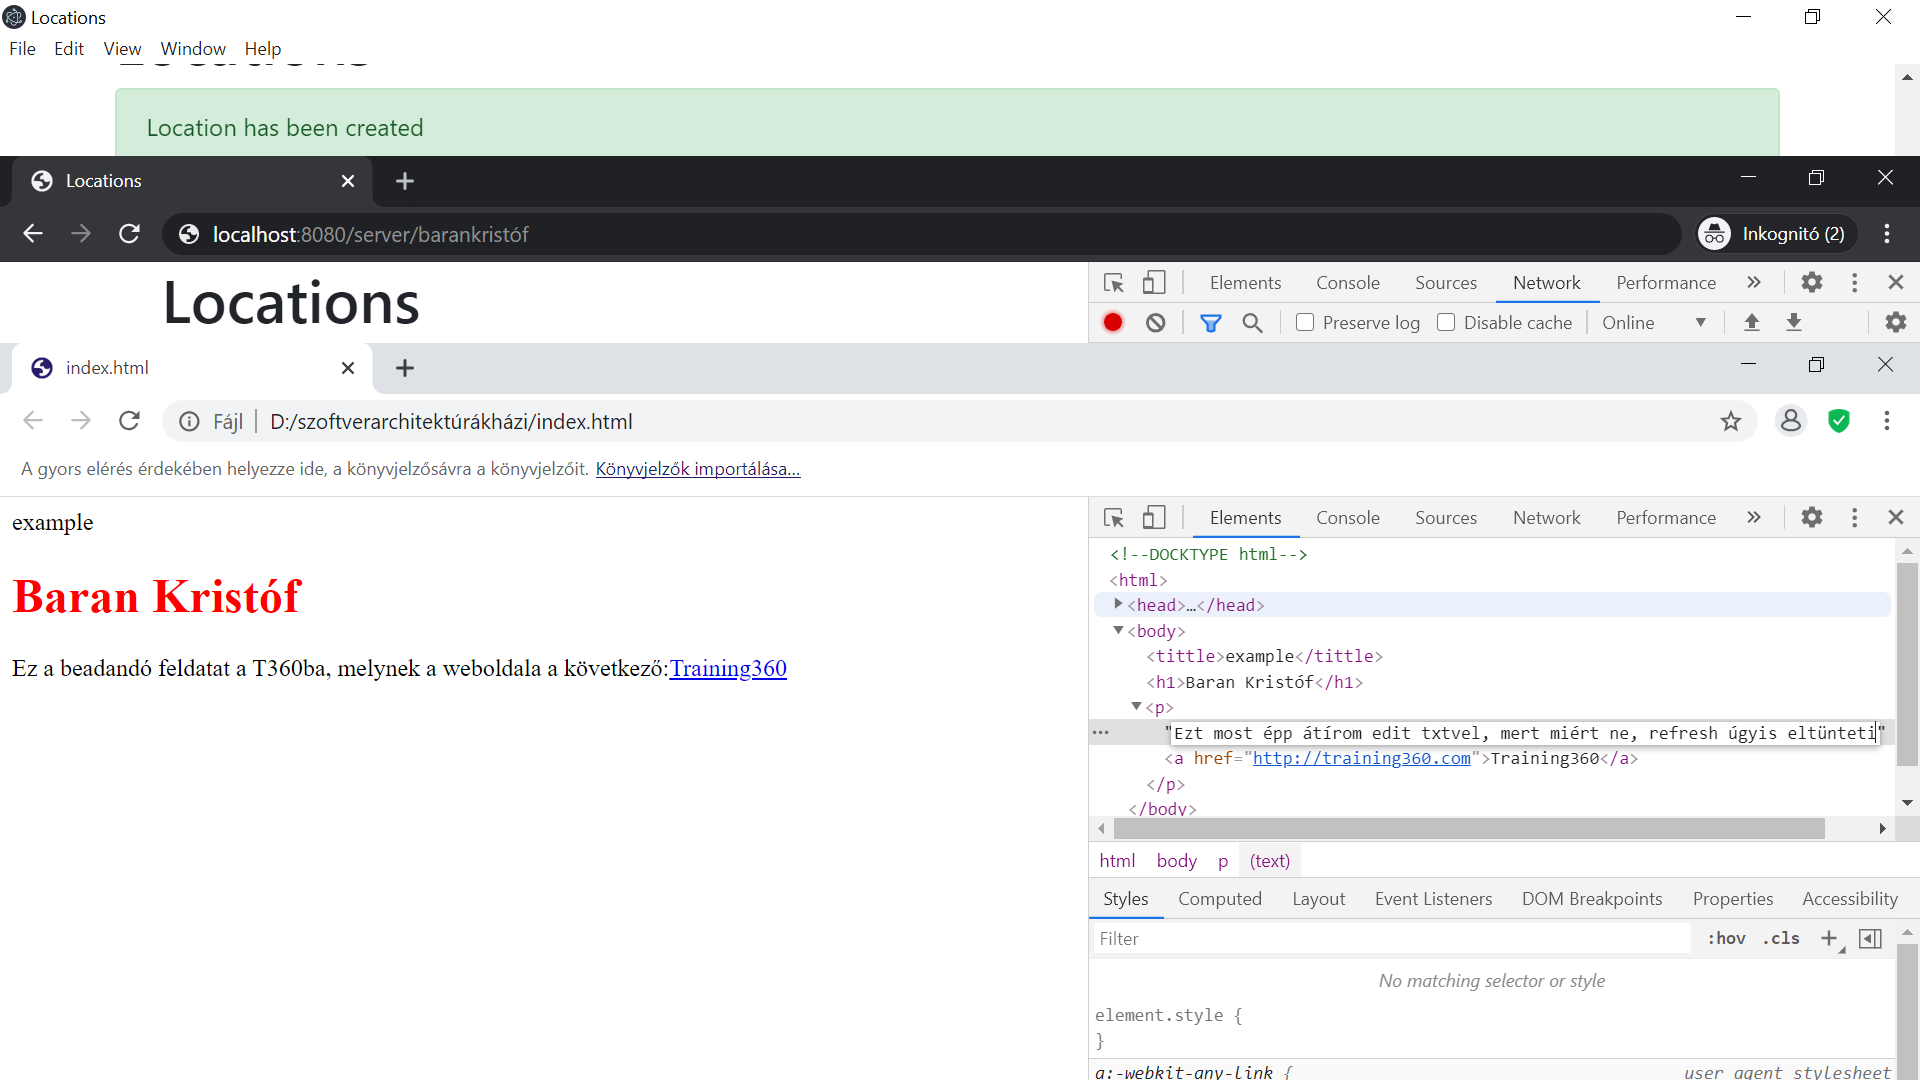 Locations
File Edit View Window Help
Locations
Location has been created
Locations
localhost:8080/server/barankristóf
Inkognitó (2)
Locations
Elements Console Sources Network Performance
Preserve log Disable cache Online
index.html
Fájl D:/szoftverarchitektúrákházi/index.html
A gyors elérés érdekében helyezze ide, a könyvjelzősávra a könyvjelzőit. Könyvjelzők importálása...
example
Baran Kristóf
Ez a beadandó feldatat a T360ba, melynek a weboldala a következő:Training360
Elements Console Sources Network Performance
<!--DOCKTYPE html-->
<html>
<head>…</head>
<body>
<tittle>example</tittle>
<h1>Baran Kristóf</h1>
<p>
"Ezt most épp átírom edit txtvel, mert miért ne, refresh úgyis eltünteti"
<a href="http://training360.com">Training360</a>
</p>
</body>
html body p (text)
Styles Computed Layout Event Listeners DOM Breakpoints Properties Accessibility
Filter :hov .cls
No matching selector or style
element.style {
}
a:-webkit-any-link { user agent stylesheet